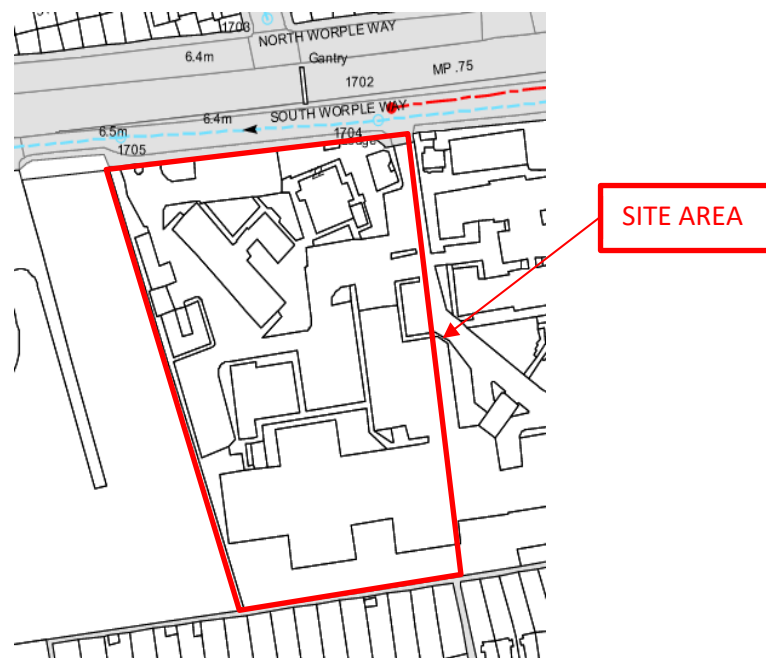 1703
NORTH WORPLE WAY
6.4m
Gantry
1702
MP .75
SOUTH WORPLE WAY
6.4m
6.5m
1704
1705
SITE AREA